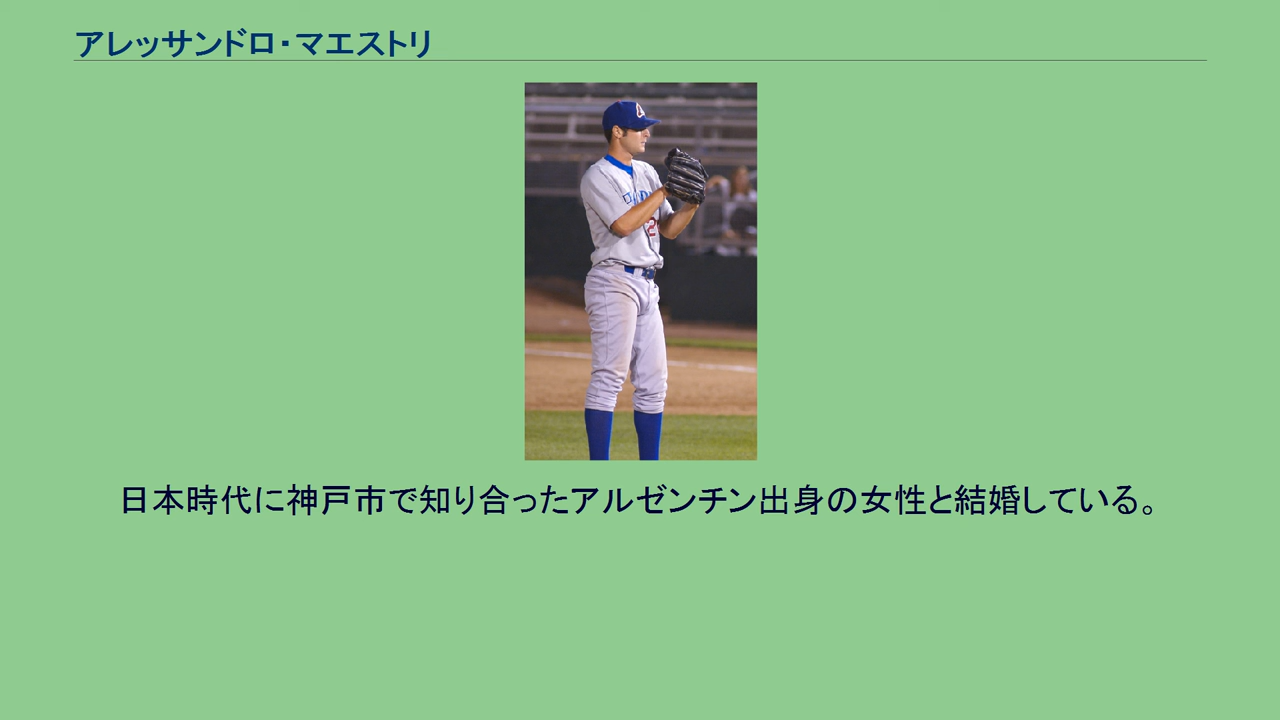 アレッサンドロ・マエストリ
日本時代に神戸市で知り合ったアルゼンチン出身の女性と結婚している。